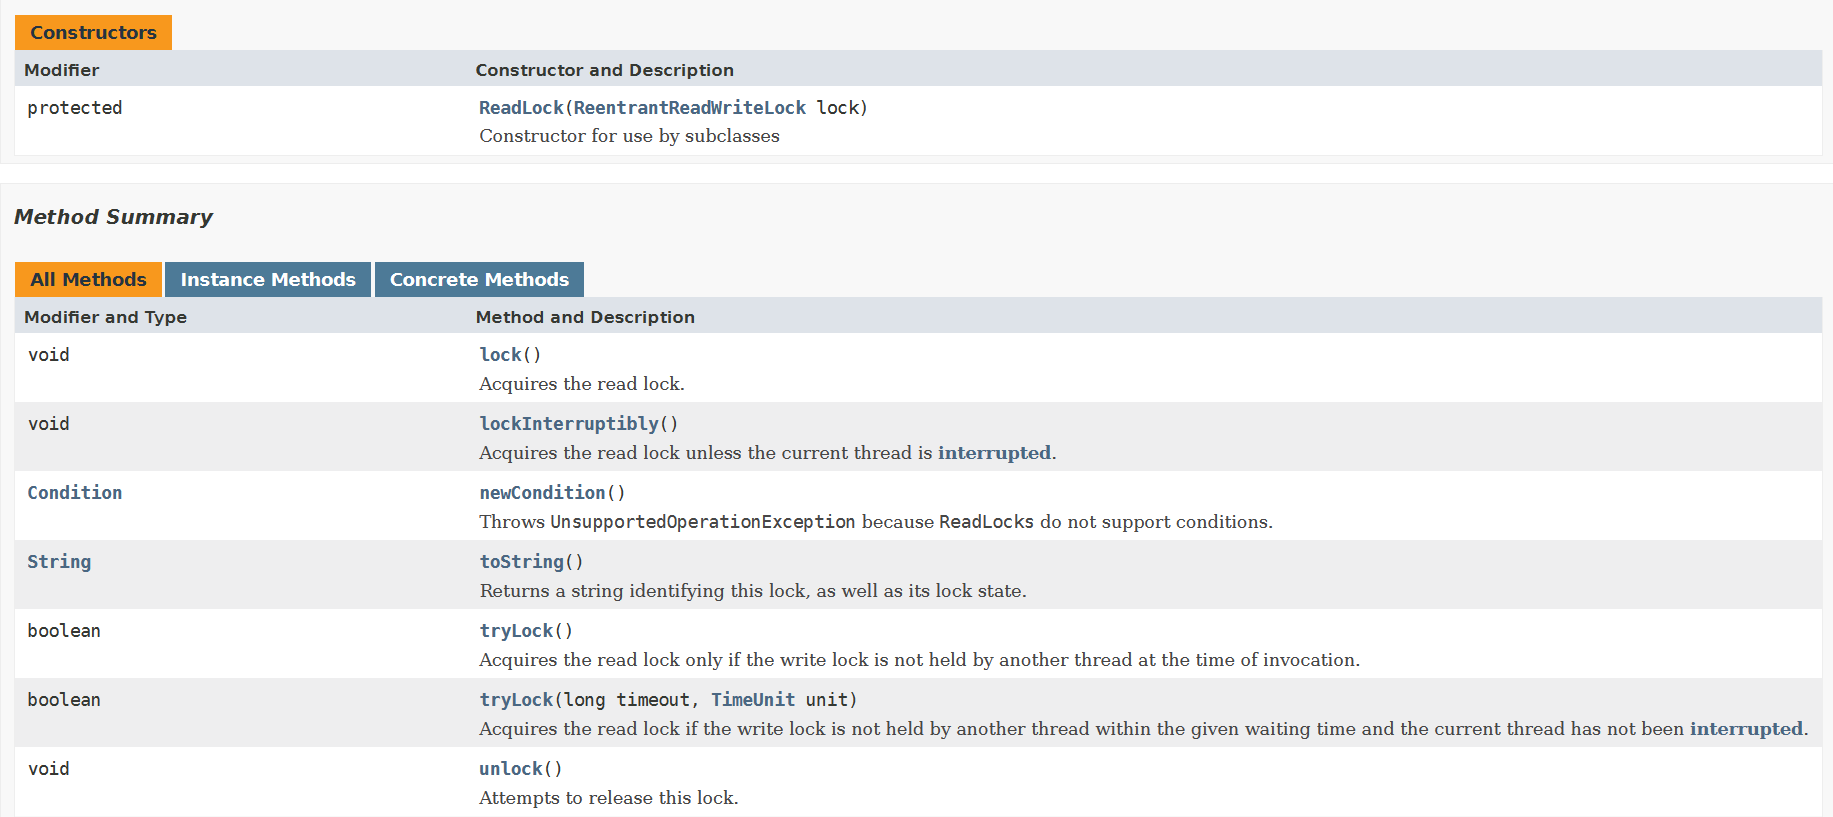 Constructors
Modifier Constructor and Description
protected ReadLock(ReentrantReadWriteLock lock)
Constructor for use by subclasses
Method Summary
All Methods Instance Methods Concrete Methods
Modifier and Type Method and Description
void lock()
Acquires the read lock.
void lockInterruptibly()
Acquires the read lock unless the current thread is interrupted.
Condition newCondition()
Throws UnsupportedOperationException because ReadLocks do not support conditions.
String toString()
Returns a string identifying this lock, as well as its lock state.
boolean tryLock()
Acquires the read lock only if the write lock is not held by another thread at the time of invocation.
boolean tryLock(long timeout, TimeUnit unit)
Acquires the read lock if the write lock is not held by another thread within the given waiting time and the current thread has not been interrupted.
void unlock()
Attempts to release this lock.